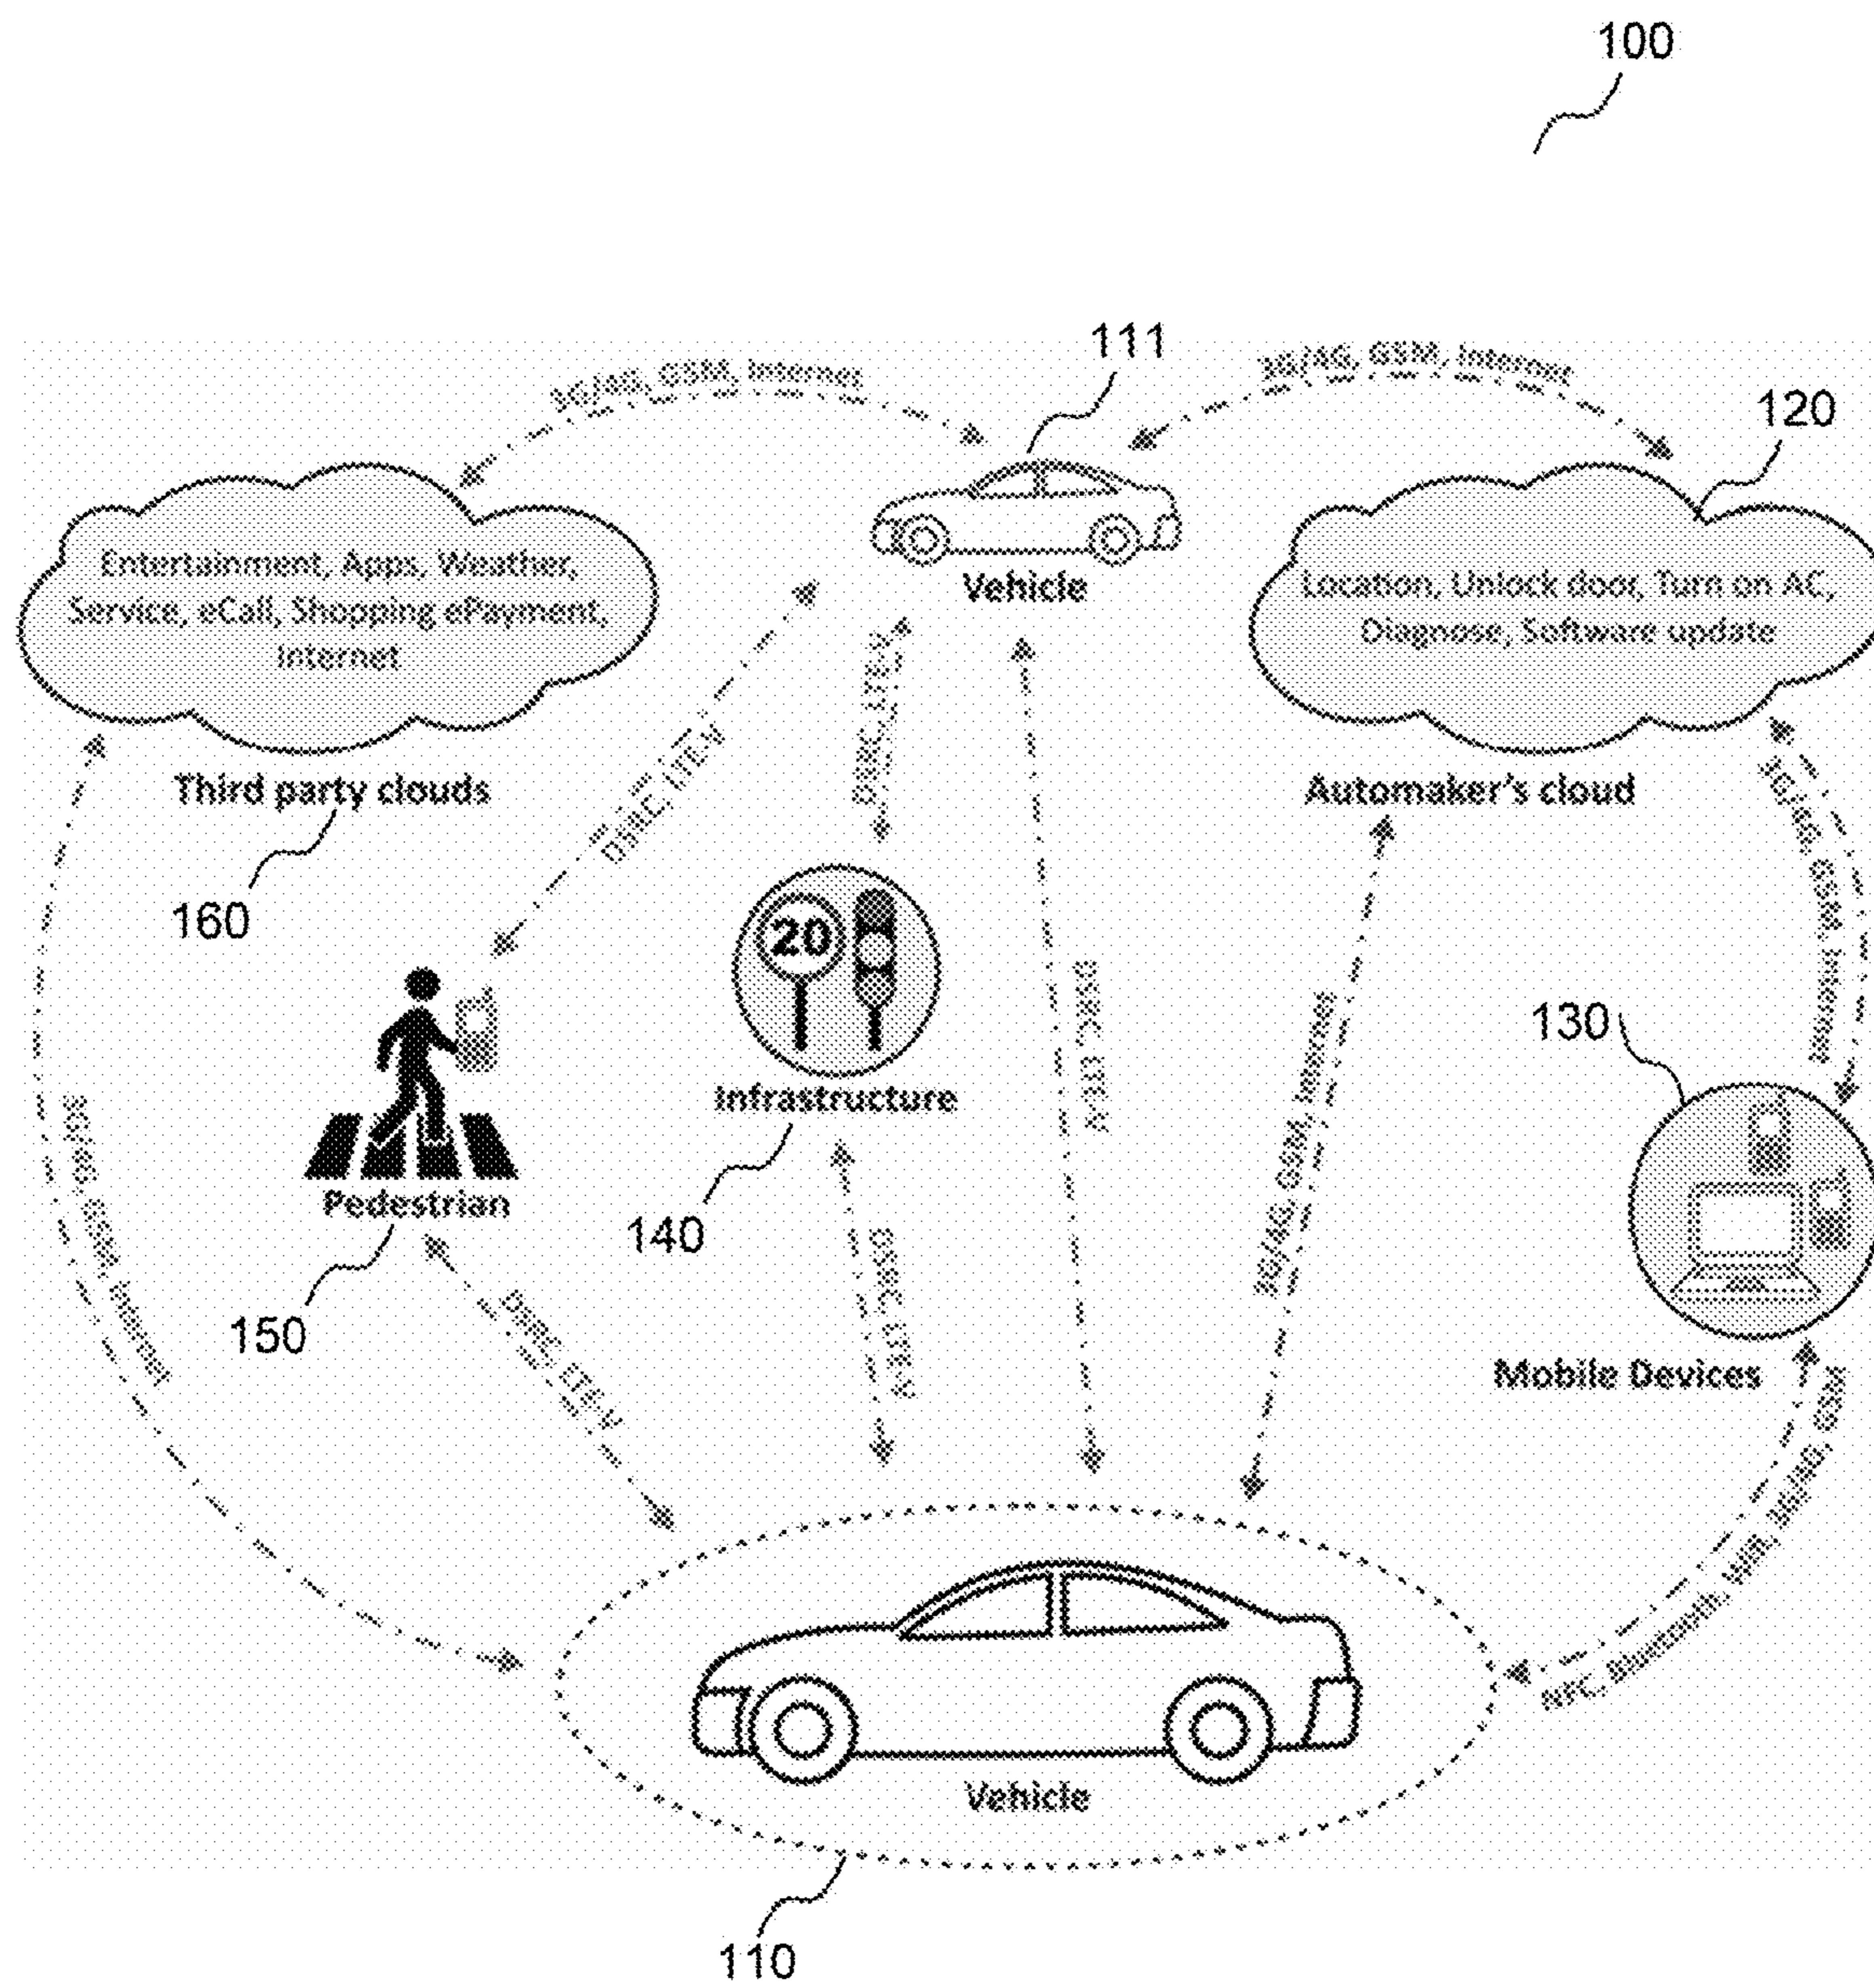 100
111
3G/4G, GSM, Internet
3G/4G, GSM, Internet
120
Entertainment, Apps, Weather,
Service, eCall, Shopping ePayment,
Internet
Vehicle
Location, Unlock door, Turn on AC,
Diagnose, Software update
DSRC, LTE-V
DSRC, LTE-V
Third party clouds
Automaker's cloud
3G/4G, GSM, Internet
160
20
DSRC, LTE-V
3G/4G, GSM, Internet
130
Infrastructure
3G/4G, GSM, Internet
Pedestrian
140
DSRC, LTE-V
150
DSRC, LTE-V
Mobile Devices
NFC, Bluetooth,
GSM
Vehicle
110